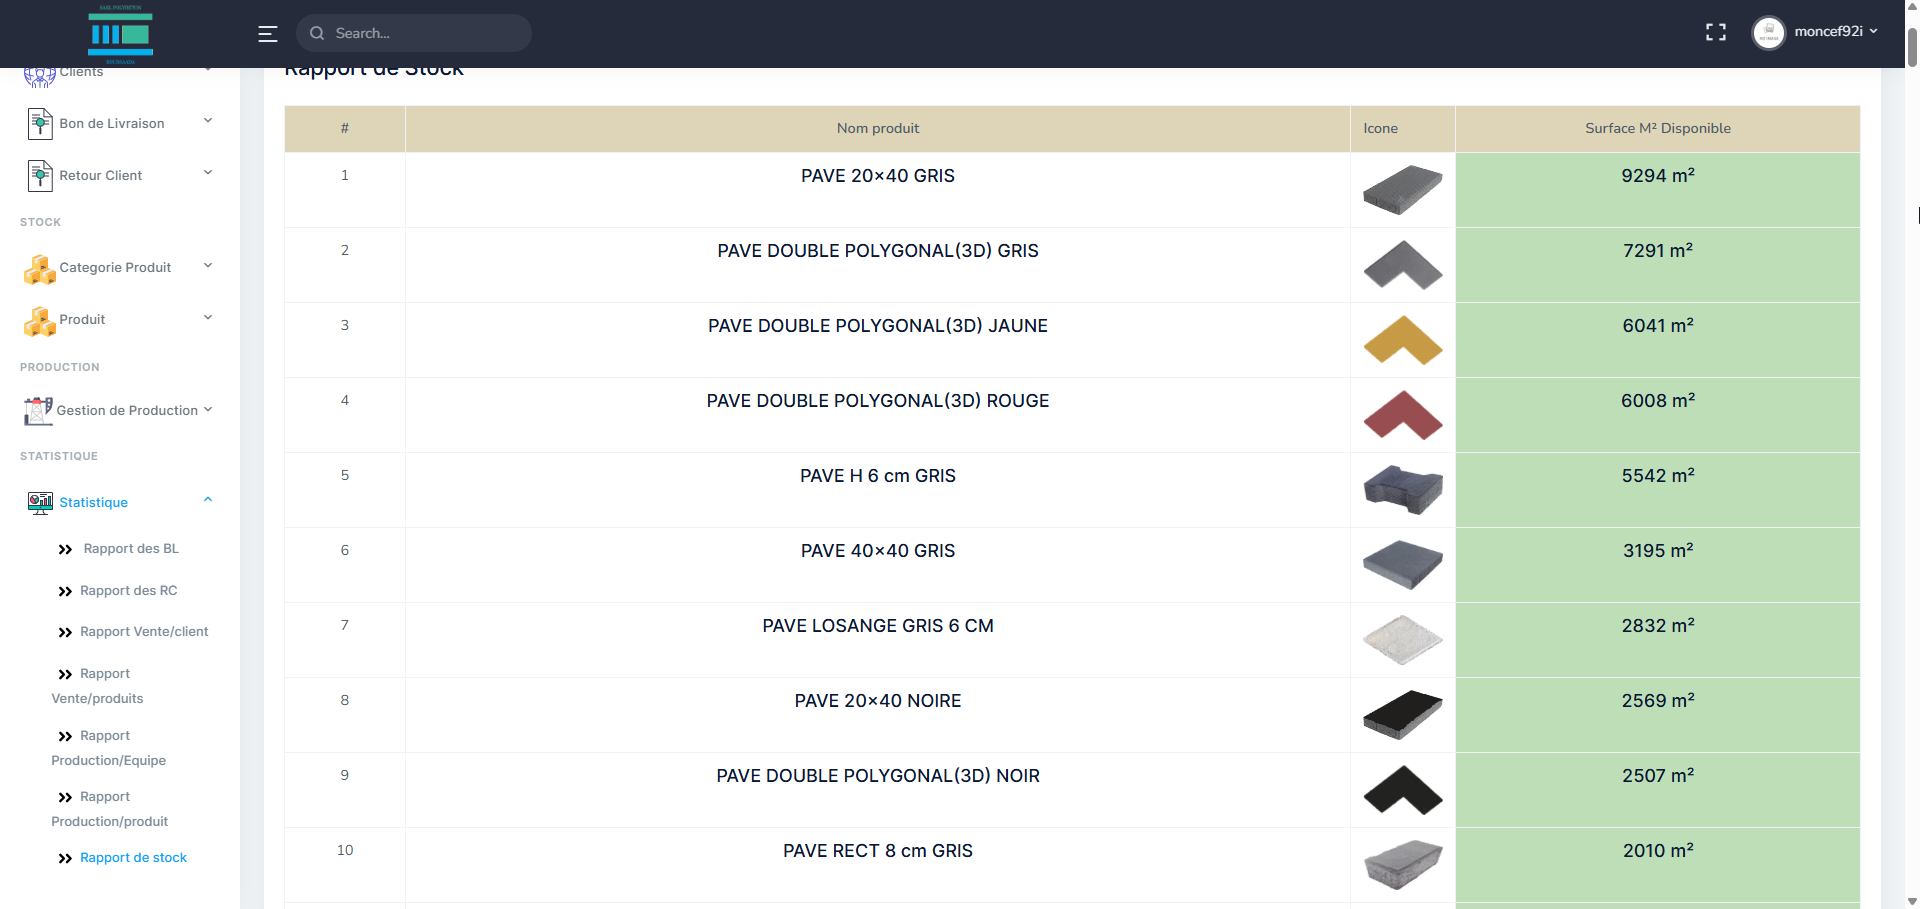 SARL POLYBETON
BOUSSAADA
Search...
moncef92i
Clients
Bon de Livraison
Retour Client
STOCK
Categorie Produit
Produit
PRODUCTION
Gestion de Production
STATISTIQUE
Statistique
Rapport des BL
Rapport des RC
Rapport Vente/client
Rapport
Vente/produits
Rapport
Production/Equipe
Rapport
Production/produit
Rapport de stock
Rapport de Stock
# Nom produit Icone Surface M² Disponible
1 PAVE 20x40 GRIS 9294 m²
2 PAVE DOUBLE POLYGONAL(3D) GRIS 7291 m²
3 PAVE DOUBLE POLYGONAL(3D) JAUNE 6041 m²
4 PAVE DOUBLE POLYGONAL(3D) ROUGE 6008 m²
5 PAVE H 6 cm GRIS 5542 m²
6 PAVE 40x40 GRIS 3195 m²
7 PAVE LOSANGE GRIS 6 CM 2832 m²
8 PAVE 20x40 NOIRE 2569 m²
9 PAVE DOUBLE POLYGONAL(3D) NOIR 2507 m²
10 PAVE RECT 8 cm GRIS 2010 m²